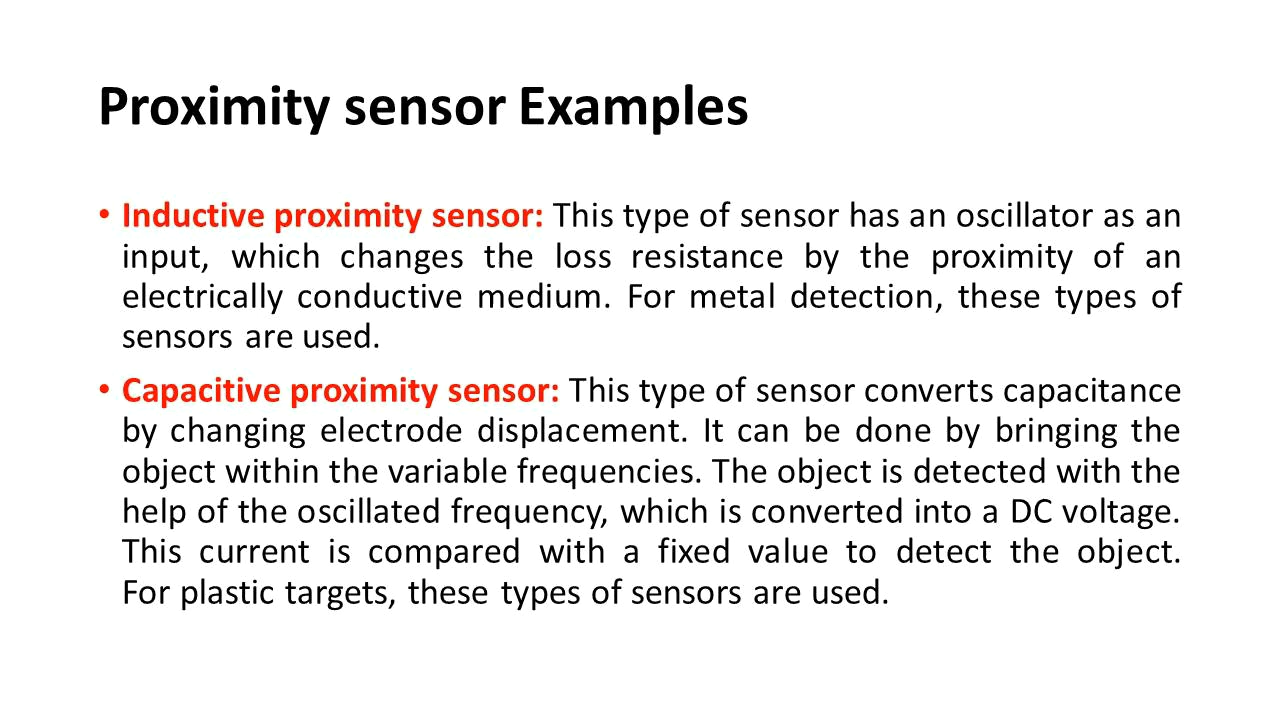 Proximity sensor Examples
• Inductive proximity sensor: This type of sensor has an oscillator as an
input, which changes the loss resistance by the proximity of an
electrically conductive medium. For metal detection, these types of
sensors are used.
• Capacitive proximity sensor: This type of sensor converts capacitance
by changing electrode displacement. It can be done by bringing the
object within the variable frequencies. The object is detected with the
help of the oscillated frequency, which is converted into a DC voltage.
This current is compared with a fixed value to detect the object.
For plastic targets, these types of sensors are used.